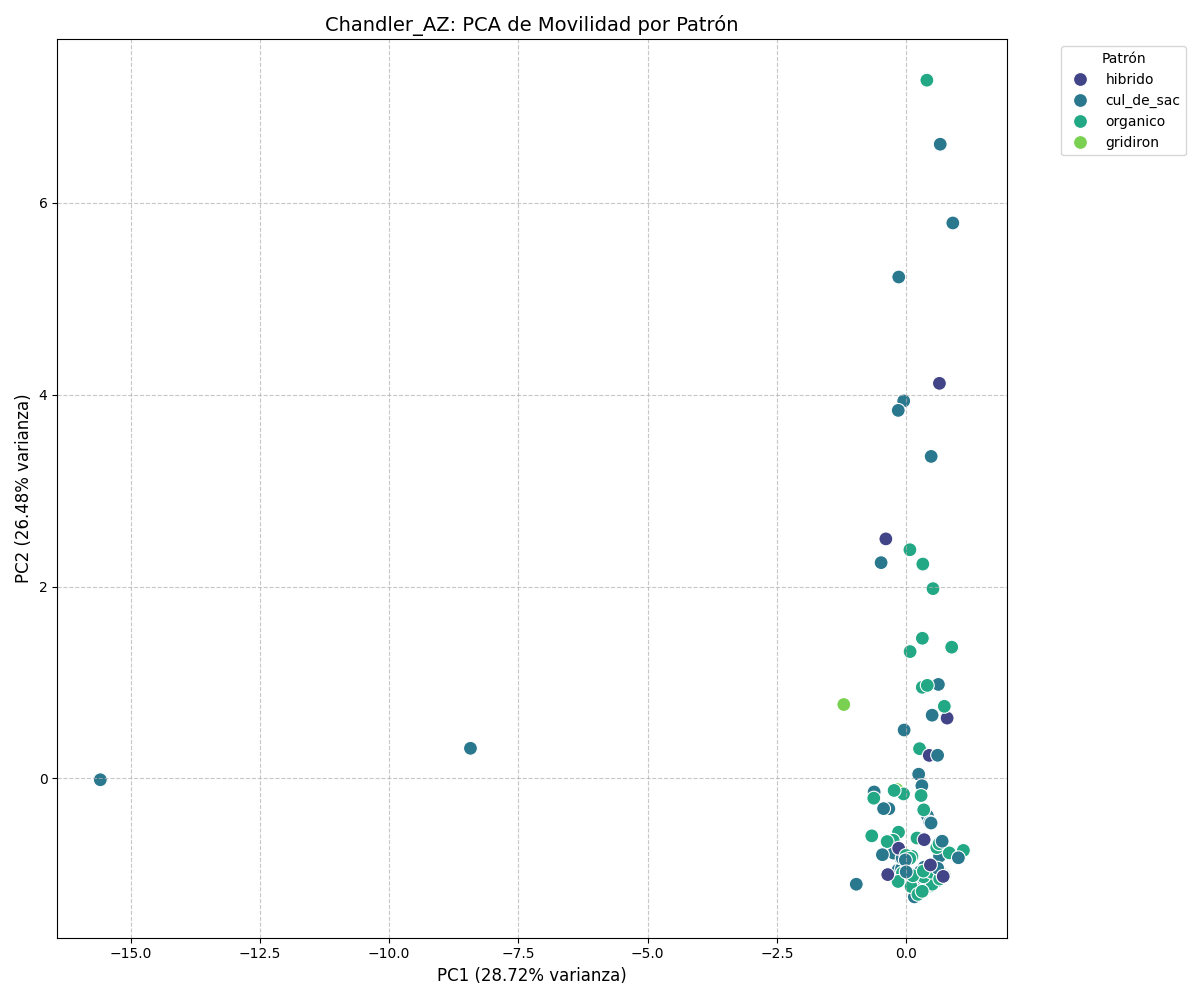 Chandler_AZ: PCA de Movilidad por Patrón
Patrón
hibrido
cul_de_sac
organico
gridiron
PC2 (26.48% varianza)
6
4
2
0
−15.0
−12.5
−10.0
−7.5
−5.0
−2.5
0.0
PC1 (28.72% varianza)